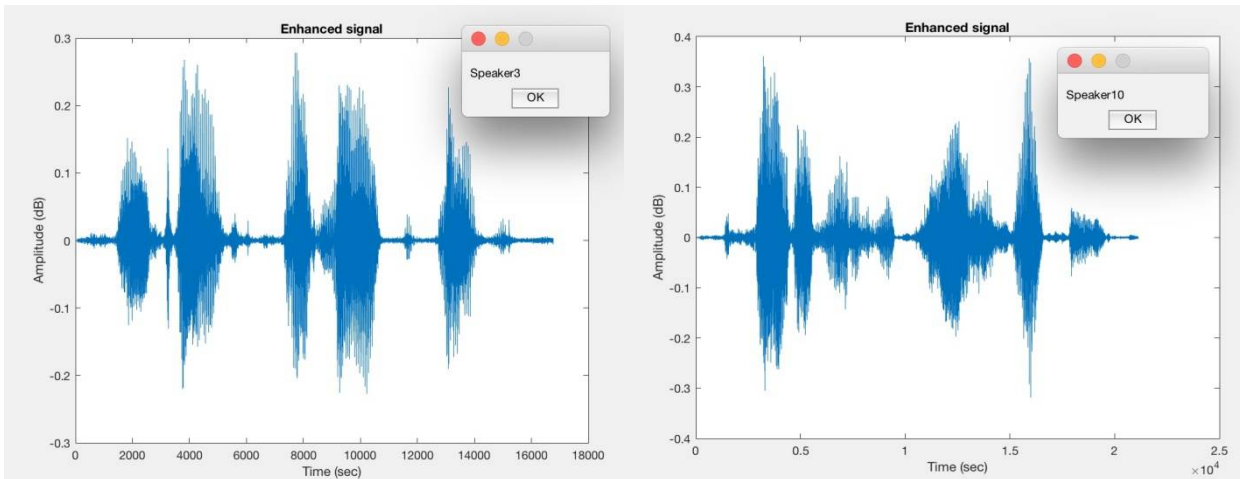 Enhanced signal
Speaker3
OK
Amplitude (dB)
0.3
0.2
0.1
0
-0.1
-0.2
-0.3
0 2000 4000 6000 8000 10000 12000 14000 16000 18000
Time (sec)
Enhanced signal
Speaker10
OK
Amplitude (dB)
0.4
0.3
0.2
0.1
0
-0.1
-0.2
-0.3
-0.4
0 0.5 1 1.5 2 2.5
×10⁴
Time (sec)